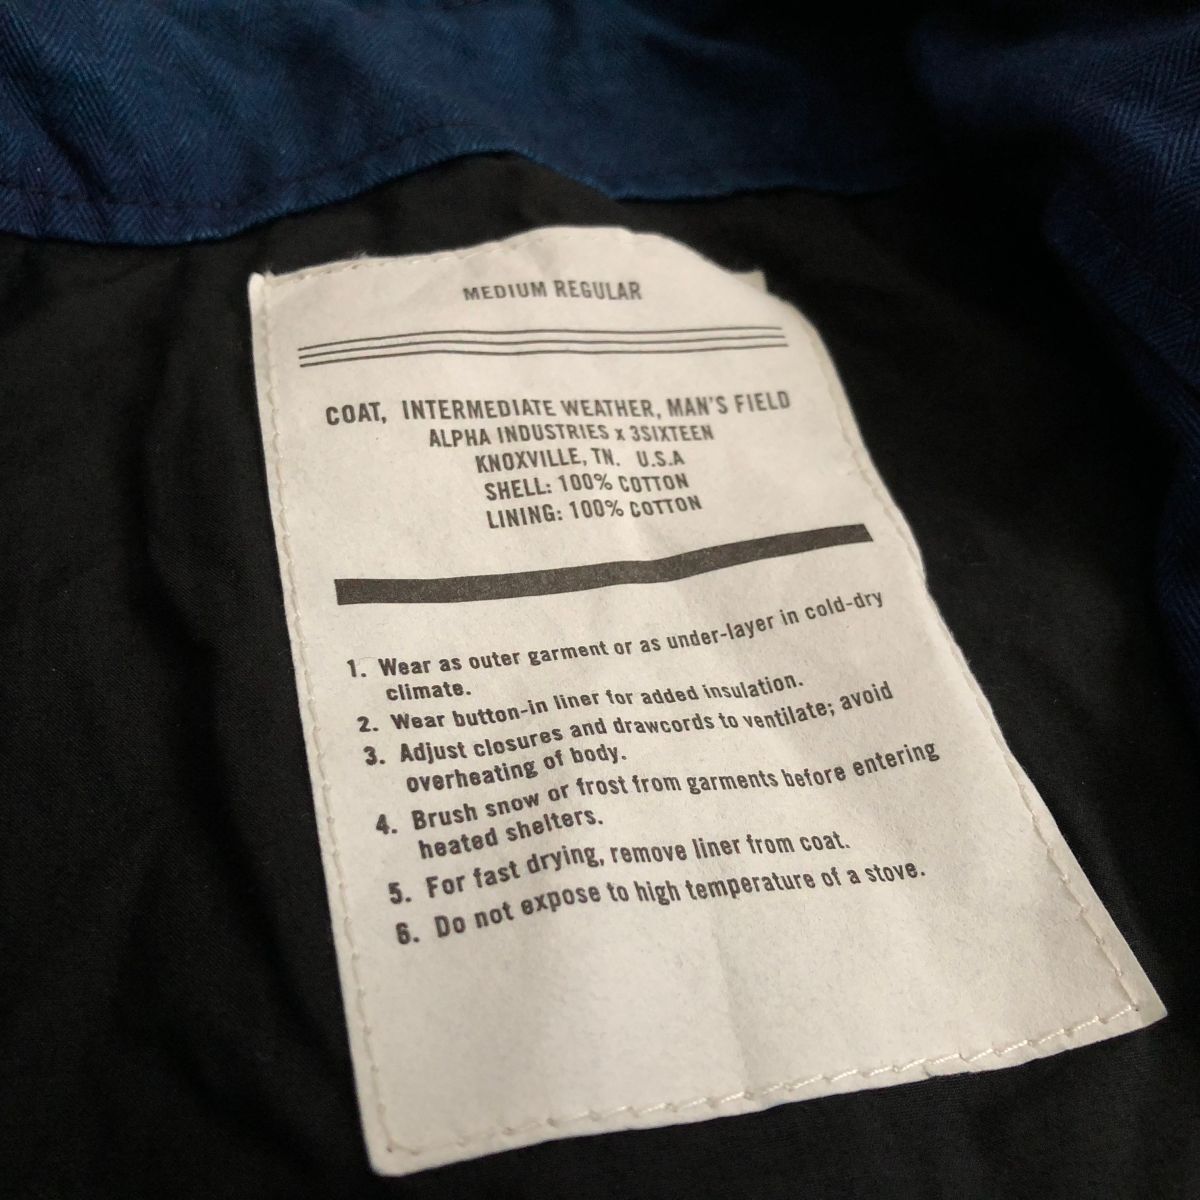 MEDIUM REGULAR
COAT, INTERMEDIATE WEATHER, MAN'S FIELD
ALPHA INDUSTRIES x 3SIXTEEN
KNOXVILLE, TN. U.S.A
SHELL: 100% COTTON
LINING: 100% COTTON
1. Wear as outer garment or as under-layer in cold-dry
climate.
2. Wear button-in liner for added insulation.
3. Adjust closures and drawcords to ventilate; avoid
overheating of body.
4. Brush snow or frost from garments before entering
heated shelters.
5. For fast drying, remove liner from coat.
6. Do not expose to high temperature of a stove.